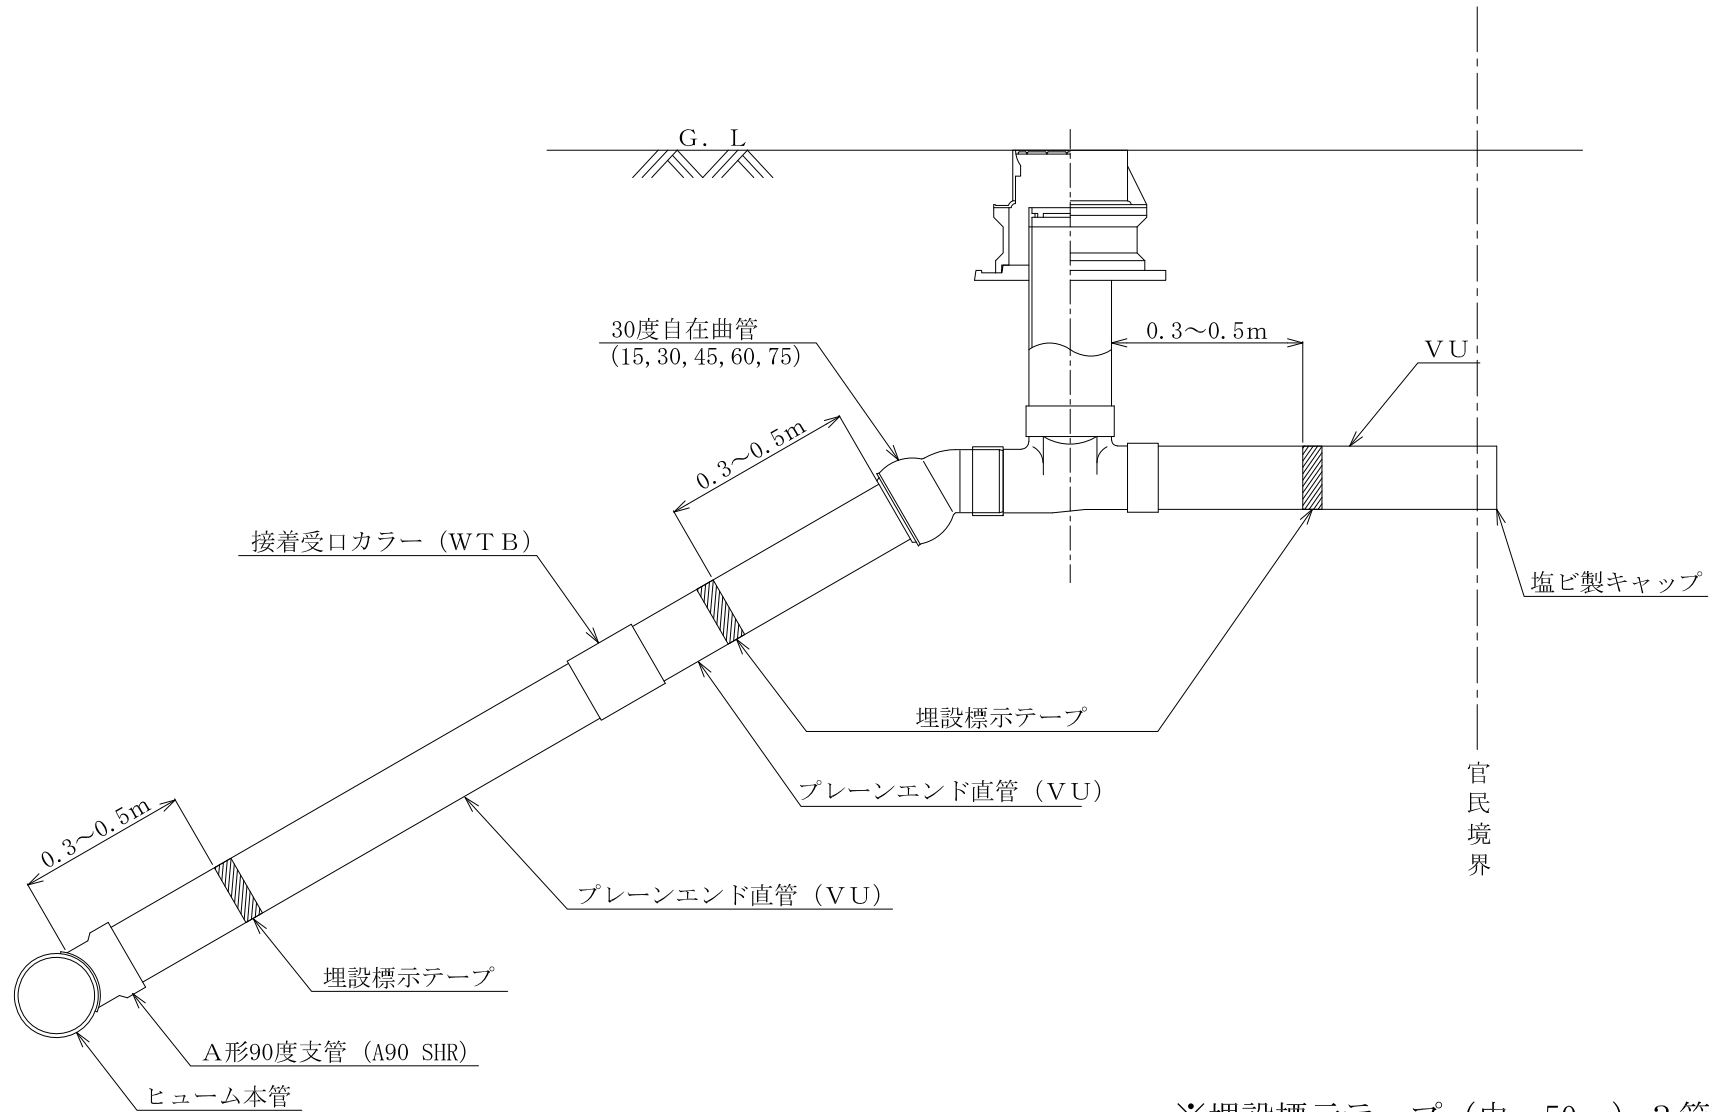 G. L
30度自在曲管
(15,30,45,60,75)
0.3～0.5m
VU
0.3～0.5m
接着受口カラー（WTB）
塩ビ製キャップ
埋設標示テープ
プレーンエンド直管（VU）
官民境界
0.3～0.5m
プレーンエンド直管（VU）
埋設標示テープ
A形90度支管（A90 SHR）
ヒューム本管